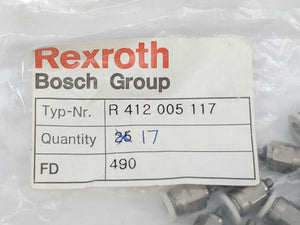 Rexroth
Bosch Group
Typ-Nr. R 412 005 117
Quantity 25 17
FD 490